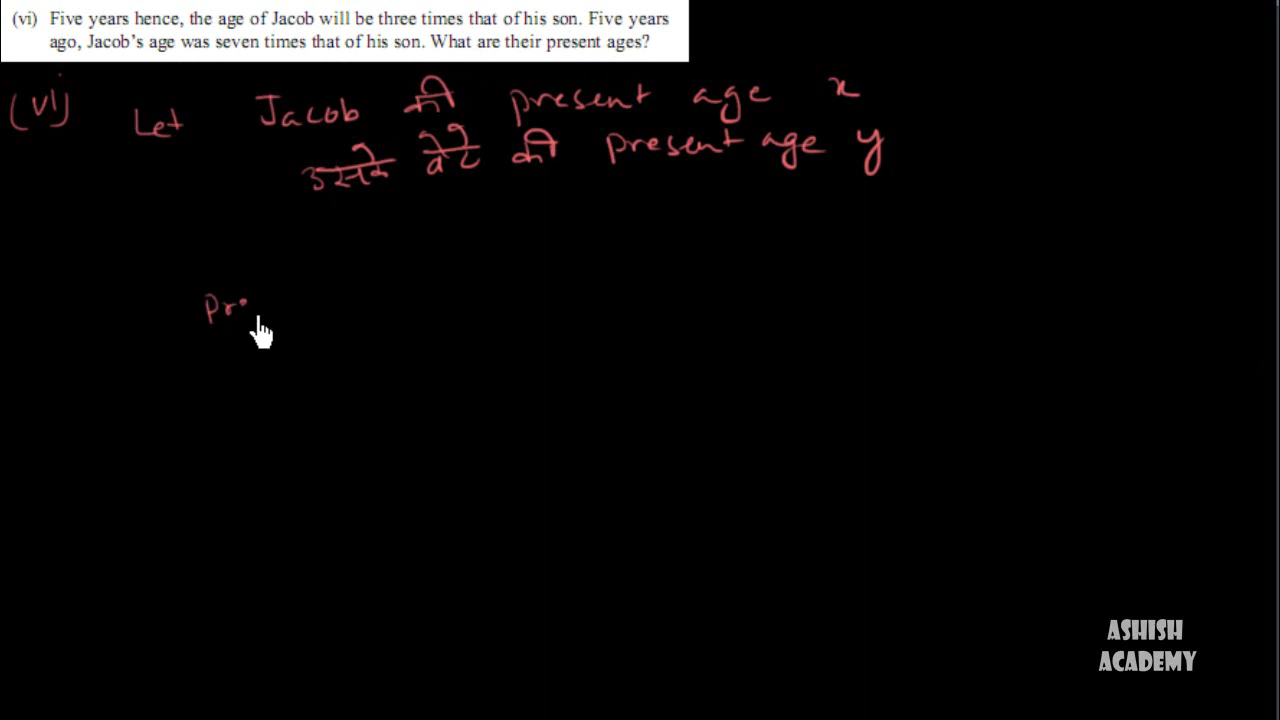 (vi) Five years hence, the age of Jacob will be three times that of his son. Five years
ago, Jacob's age was seven times that of his son. What are their present ages?
(vi) Let Jacob की present age x
उसके बेटे की present age y
Pre
ASHISH
ACADEMY